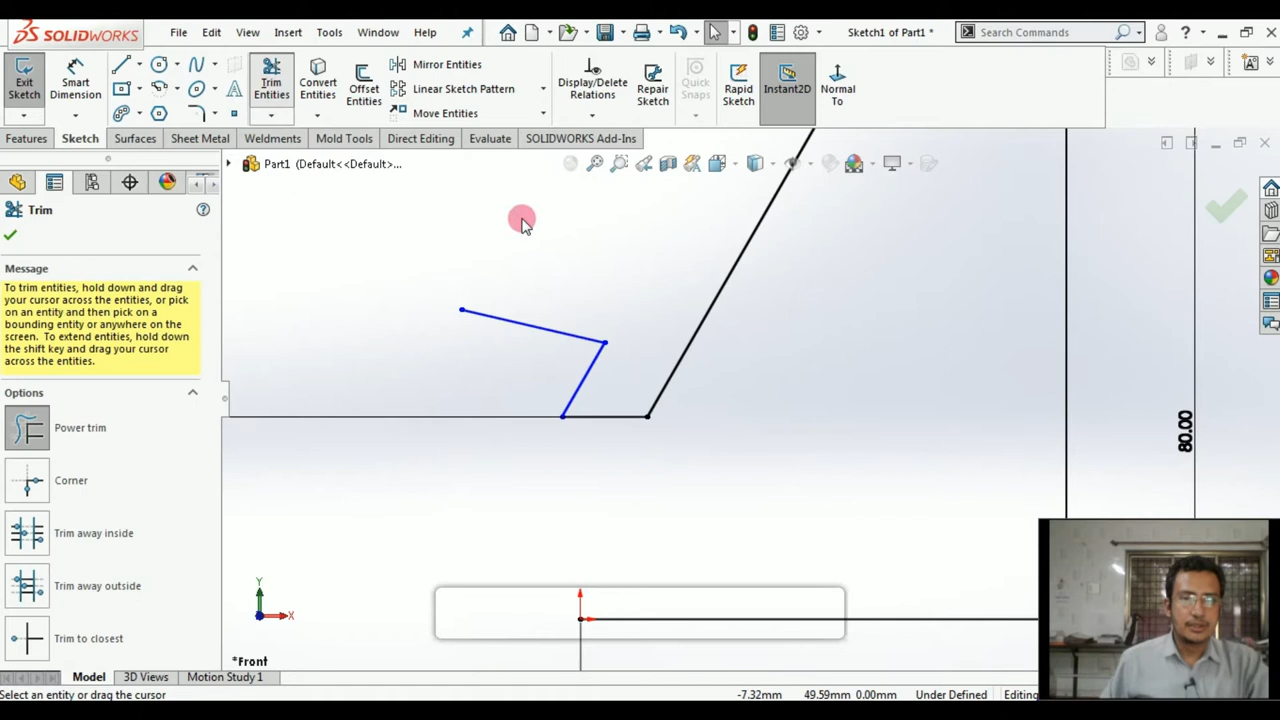 SOLIDWORKS
File Edit View Insert Tools Window Help
Sketch1 of Part1 *
Search Commands
Exit Sketch
Smart Dimension
Trim Entities
Convert Entities
Offset Entities
Mirror Entities
Linear Sketch Pattern
Move Entities
Display/Delete Relations
Repair Sketch
Quick Snaps
Rapid Sketch
Instant2D
Normal To
Features Sketch Surfaces Sheet Metal Weldments Mold Tools Direct Editing Evaluate SOLIDWORKS Add-Ins
Part1 (Default<<Default>...
Trim
Message
To trim entities, hold down and drag
your cursor across the entities, or pick
on an entity and then pick on a
bounding entity or anywhere on the
screen. To extend entities, hold down
the shift key and drag your cursor
across the entities.
Options
Power trim
Corner
Trim away inside
Trim away outside
Trim to closest
80.00
Y
X
*Front
Model 3D Views Motion Study 1
Select an entity or drag the cursor
-7.32mm 49.59mm 0.00mm Under Defined Editing